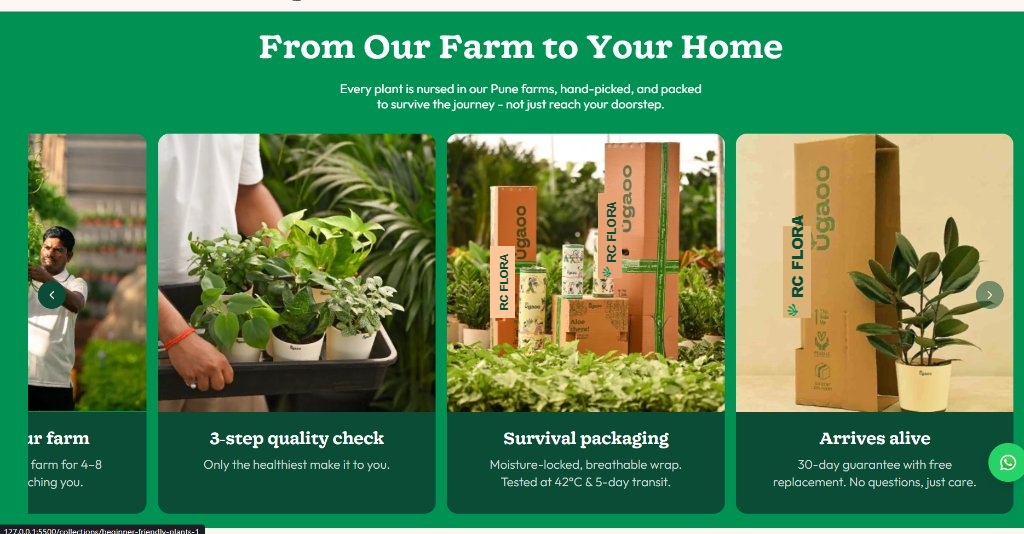 From Our Farm to Your Home
Every plant is nursed in our Pune farms, hand-picked, and packed
to survive the journey - not just reach your doorstep.
ugaoo
RC FLORA
ugaoo
RC FLORA
ugaoo
RC FLORA
ur farm
farm for 4–8
ching you.
3-step quality check
Only the healthiest make it to you.
Survival packaging
Moisture-locked, breathable wrap.
Tested at 42°C & 5-day transit.
Arrives alive
30-day guarantee with free
replacement. No questions, just care.
127.0.0.1:5500/collections/beginner-friendly-plants-1